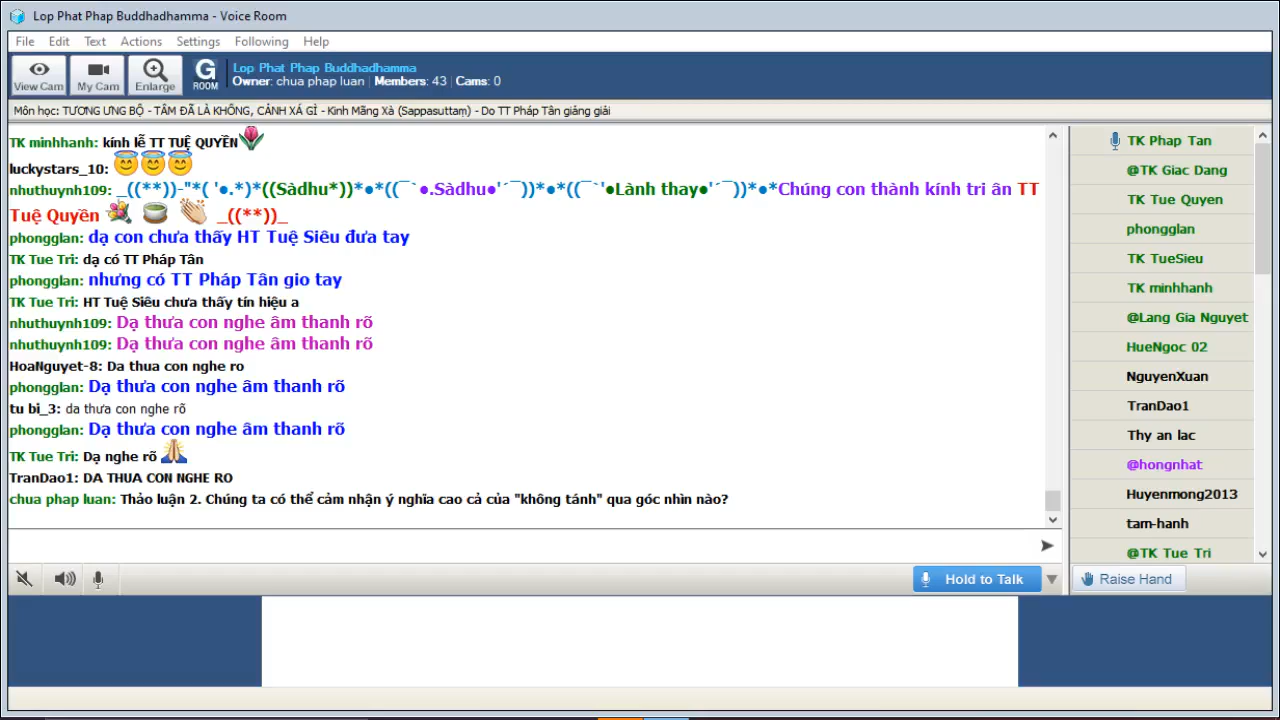 Lop Phat Phap Buddhadhamma - Voice Room
File Edit Text Actions Settings Following Help
View Cam My Cam Enlarge G ROOM Lop Phat Phap Buddhadhamma
Owner: chua phap luan | Members: 43 | Cams: 0
Môn học: TƯƠNG ƯNG BỘ - TÂM ĐÃ LÀ KHÔNG, CẢNH XÁ GÌ - Kinh Mãng Xà (Sappasuttaṃ) - Do TT Pháp Tân giảng giải
TK minhhanh: kính lễ TT TUỆ QUYỀN
luckystars_10:
nhuthuynh109: _((**))-"*( '●.*)*((Sàdhu*))*●*((¯`●.Sàdhu●'´¯))*●*((¯`'●Lành thay●'´¯))*●*Chúng con thành kính tri ân TT
Tuệ Quyền _((**))_
phongglan: dạ con chưa thấy HT Tuệ Siêu đưa tay
TK Tue Tri: dạ có TT Pháp Tân
phongglan: nhưng có TT Pháp Tân gio tay
TK Tue Tri: HT Tuệ Siêu chưa thấy tín hiệu a
nhuthuynh109: Dạ thưa con nghe âm thanh rõ
nhuthuynh109: Dạ thưa con nghe âm thanh rõ
HoaNguyet-8: Da thua con nghe ro
phongglan: Dạ thưa con nghe âm thanh rõ
tu bi_3: da thưa con nghe rõ
phongglan: Dạ thưa con nghe âm thanh rõ
TK Tue Tri: Dạ nghe rõ
TranDao1: DA THUA CON NGHE RO
chua phap luan: Thảo luận 2. Chúng ta có thể cảm nhận ý nghĩa cao cả của "không tánh" qua góc nhìn nào?
TK Phap Tan
@TK Giac Dang
TK Tue Quyen
phongglan
TK TueSieu
TK minhhanh
@Lang Gia Nguyet
HueNgoc 02
NguyenXuan
TranDao1
Thy an lac
@hongnhat
Huyenmong2013
tam-hanh
@TK Tue Tri
Hold to Talk
Raise Hand